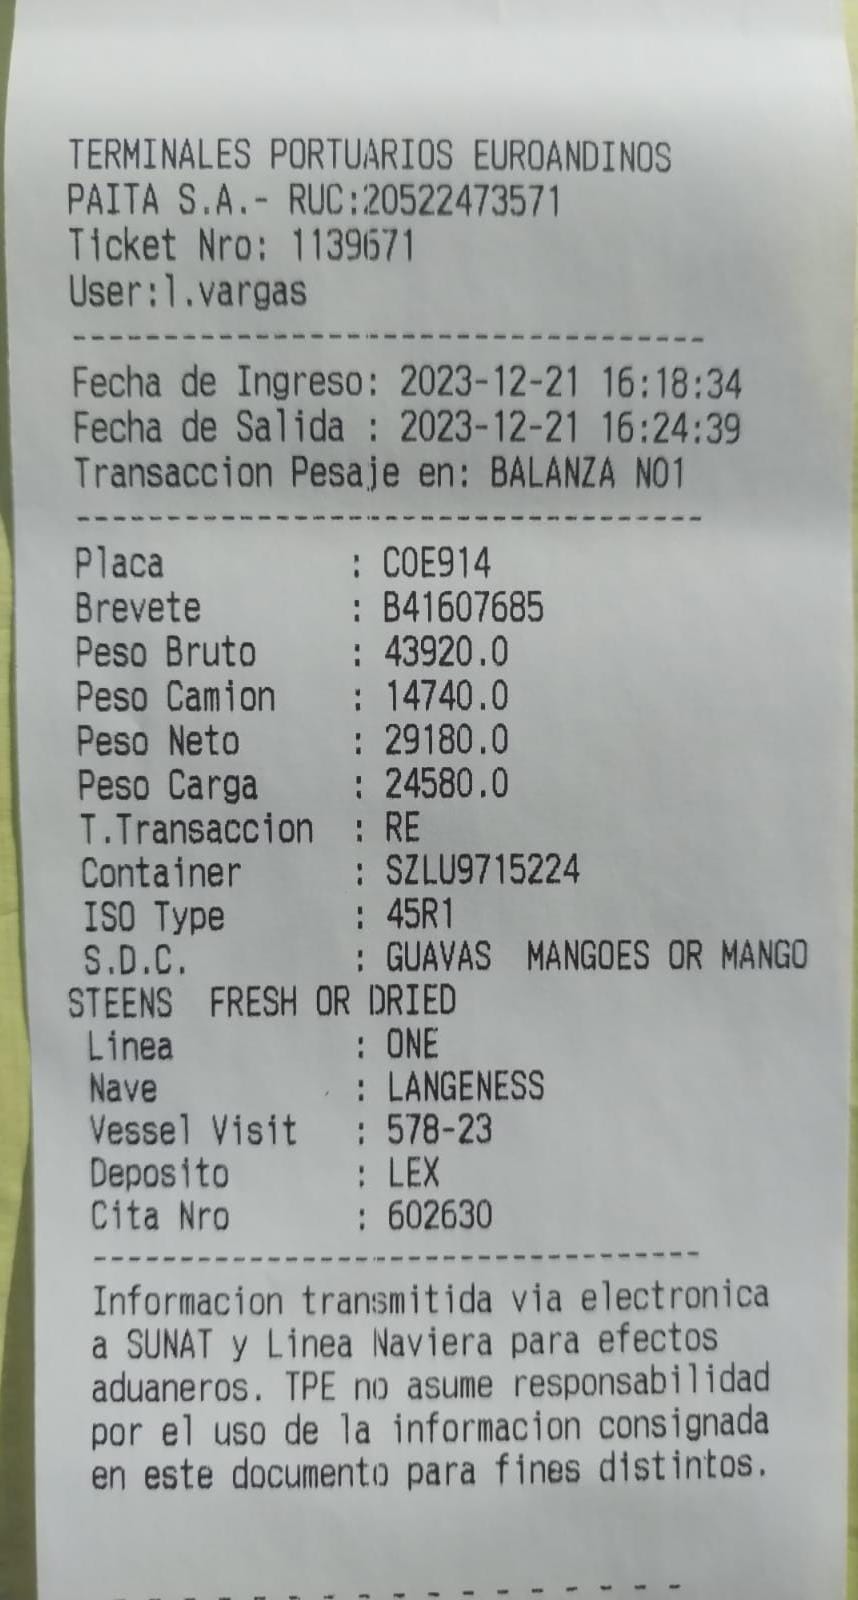 TERMINALES PORTUARIOS EUROANDINOS
PAITA S.A.- RUC:20522473571
Ticket Nro: 1139671
User:l.vargas
-----------------------------------
Fecha de Ingreso: 2023-12-21 16:18:34
Fecha de Salida : 2023-12-21 16:24:39
Transaccion Pesaje en: BALANZA NO1
-----------------------------------
Placa : COE914
Brevete : B41607685
Peso Bruto : 43920.0
Peso Camion : 14740.0
Peso Neto : 29180.0
Peso Carga : 24580.0
T.Transaccion : RE
Container : SZLU9715224
ISO Type : 45R1
S.D.C. : GUAVAS  MANGOES OR MANGO
STEENS  FRESH OR DRIED
Linea : ONE
Nave : LANGENESS
Vessel Visit : 578-23
Deposito : LEX
Cita Nro : 602630
-----------------------------------
Informacion transmitida via electronica
a SUNAT y Linea Naviera para efectos
aduaneros. TPE no asume responsabilidad
por el uso de la informacion consignada
en este documento para fines distintos.